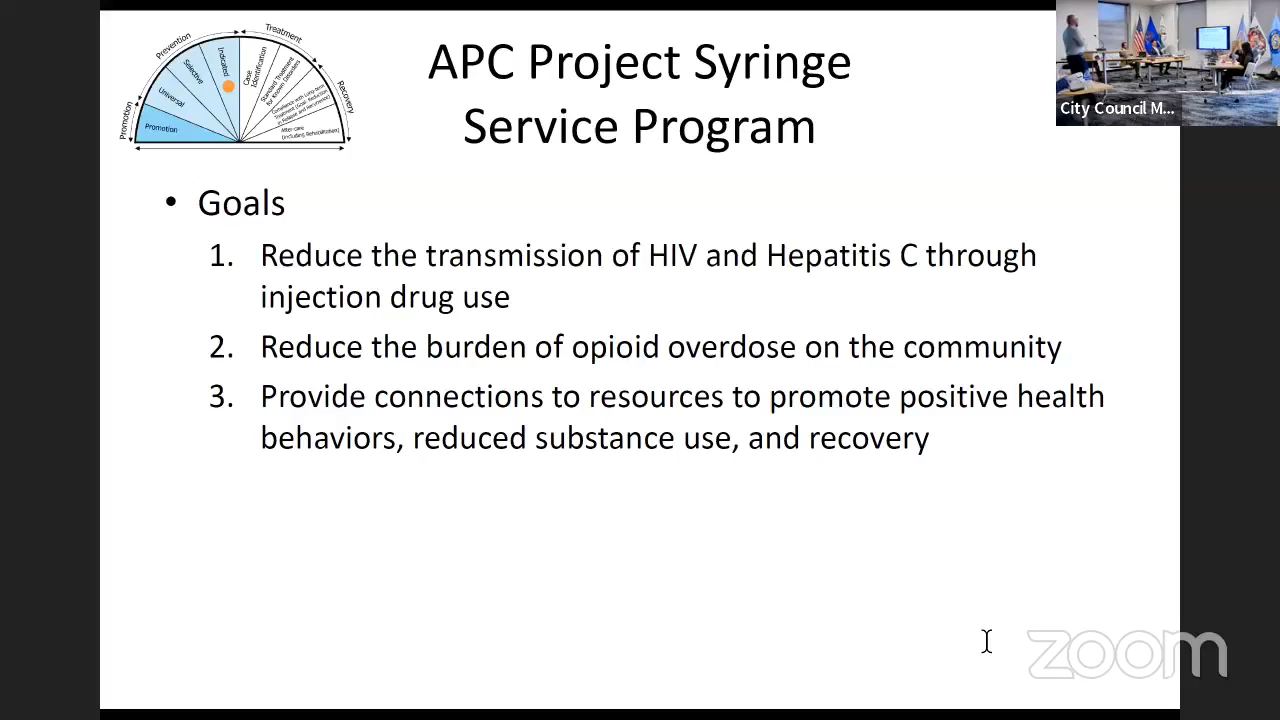 Treatment
Prevention
Recovery
Promotion
Indicated
Case
Identification
Selective
Standard Treatment
for Known Disorders
Universal
Compliance with Long-term
Treatment (Goal: Reduction
in Relapse and Recurrence)
Promotion
After-care
(Including Rehabilitation)
APC Project Syringe
Service Program
City Council M...
• Goals
1. Reduce the transmission of HIV and Hepatitis C through
injection drug use
2. Reduce the burden of opioid overdose on the community
3. Provide connections to resources to promote positive health
behaviors, reduced substance use, and recovery
zoom